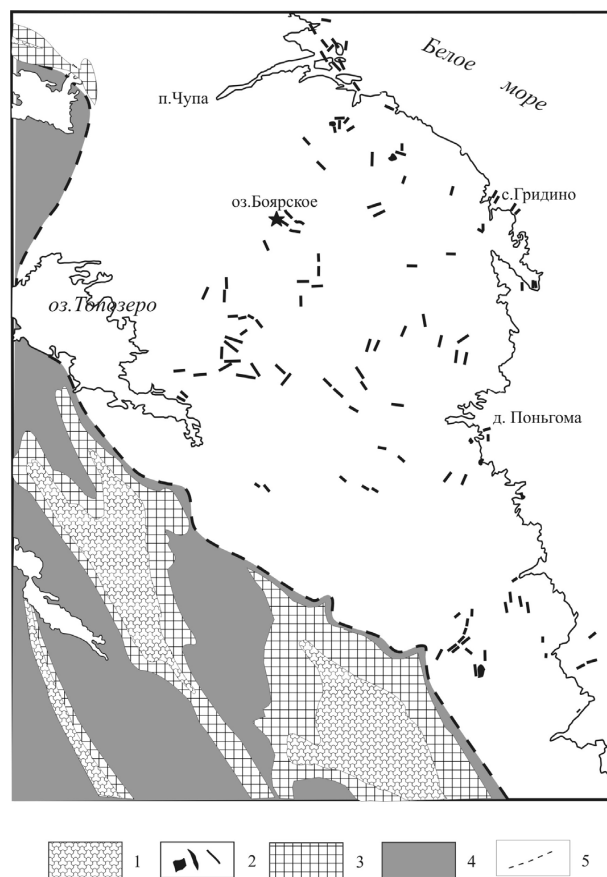 Белое
море
п.Чупа
с.Гридино
оз.Боярское
оз.Топозеро
д. Поньгома
1 2 3 4 5